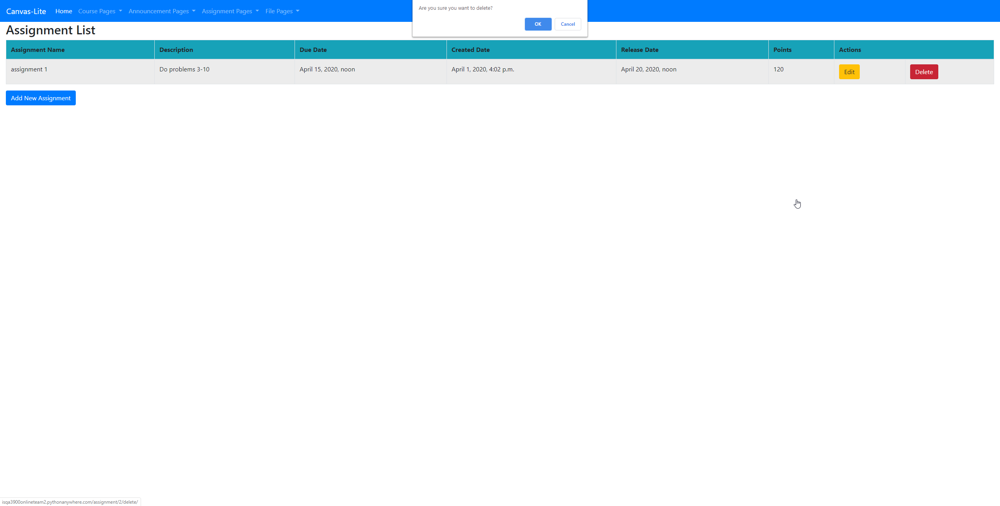 Canvas-Lite Home Course Pages Announcement Pages Assignment Pages File Pages
Are you sure you want to delete?
OK Cancel
Assignment List
Assignment Name Description Due Date Created Date Release Date Points Actions
assignment 1 Do problems 3-10 April 15, 2020, noon April 1, 2020, 4:02 p.m. April 20, 2020, noon 120 Edit Delete
Add New Assignment
isqa3900onlineteam2.pythonanywhere.com/assignment/2/delete/